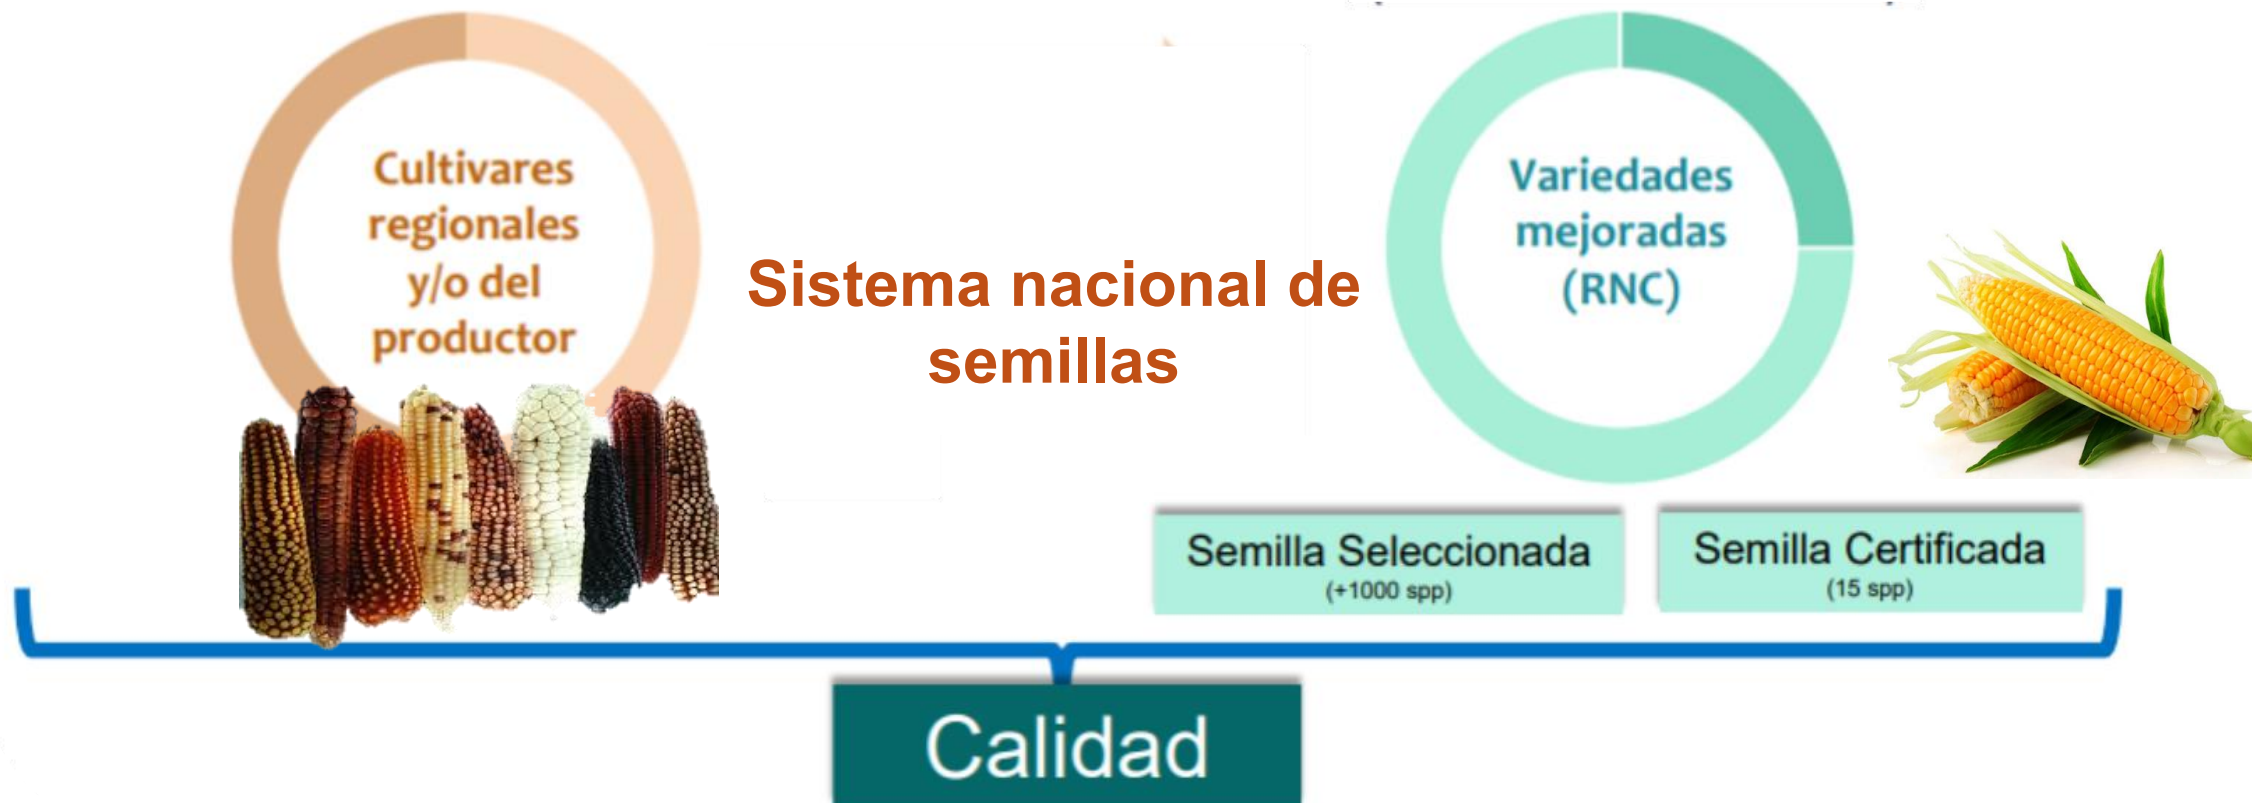 Cultivares
regionales
y/o del
productor
Sistema nacional de
semillas
Variedades
mejoradas
(RNC)
Semilla Seleccionada
(+1000 spp)
Semilla Certificada
(15 spp)
Calidad